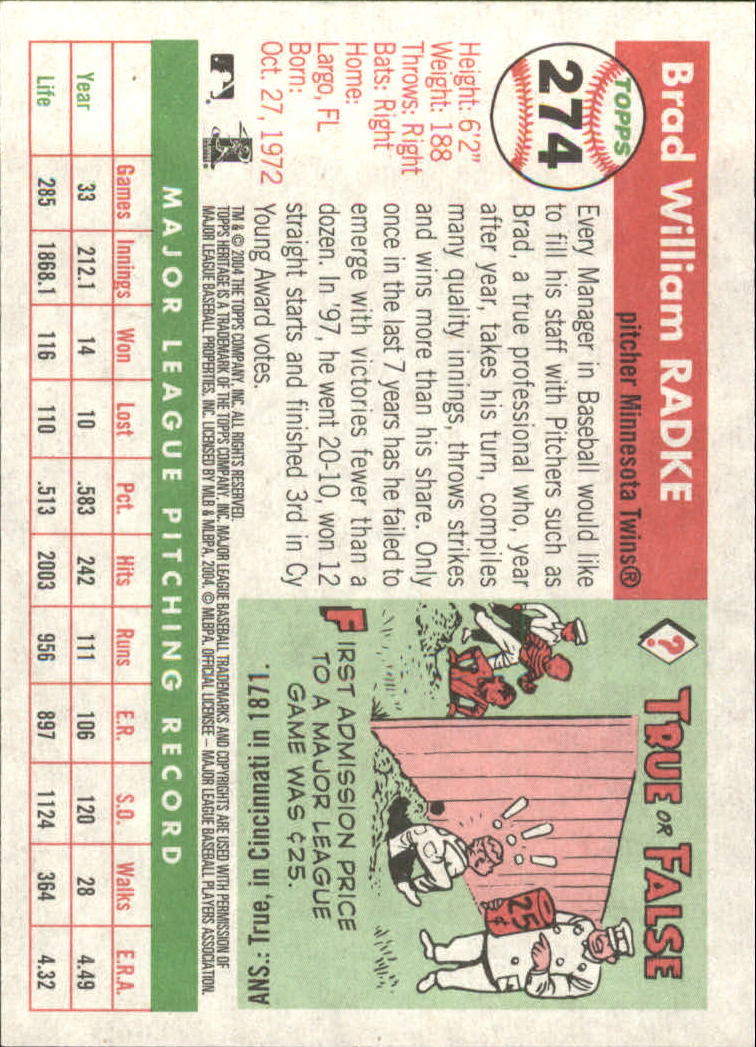 Brad William RADKE
pitcher Minnesota Twins®
TOPPS
274
Height: 6'2"
Weight: 188
Throws: Right
Bats: Right
Home:
Largo, FL
Born:
Oct. 27, 1972
Every Manager in Baseball would like
to fill his staff with Pitchers such as
Brad, a true professional who, year
after year, takes his turn, compiles
many quality innings, throws strikes
and wins more than his share. Only
once in the last 7 years has he failed to
emerge with victories fewer than a
dozen. In '97, he went 20-10, won 12
straight starts and finished 3rd in Cy
Young Award votes.
?
TRUE OR FALSE
25¢
FIRST ADMISSION PRICE
TO A MAJOR LEAGUE
GAME WAS ¢25.
ANS.: True, in Cincinnati in 1871.
TM & © 2004 THE TOPPS COMPANY, INC. ALL RIGHTS RESERVED.
TOPPS HERITAGE IS A TRADEMARK OF THE TOPPS COMPANY, INC. MAJOR LEAGUE BASEBALL TRADEMARKS AND COPYRIGHTS ARE USED WITH PERMISSION OF
MAJOR LEAGUE BASEBALL PROPERTIES, INC. LICENSED BY MLB & MLBPA, 2004. © MLBPA. OFFICIAL LICENSEE – MAJOR LEAGUE BASEBALL PLAYERS ASSOCIATION.
MAJOR LEAGUE PITCHING RECORD
Games Innings Won Lost Pct. Hits Runs E.R. S.O. Walks E.R.A.
Year 33 212.1 14 10 .583 242 111 106 120 28 4.49
Life 285 1868.1 116 110 .513 2003 956 897 1124 364 4.32